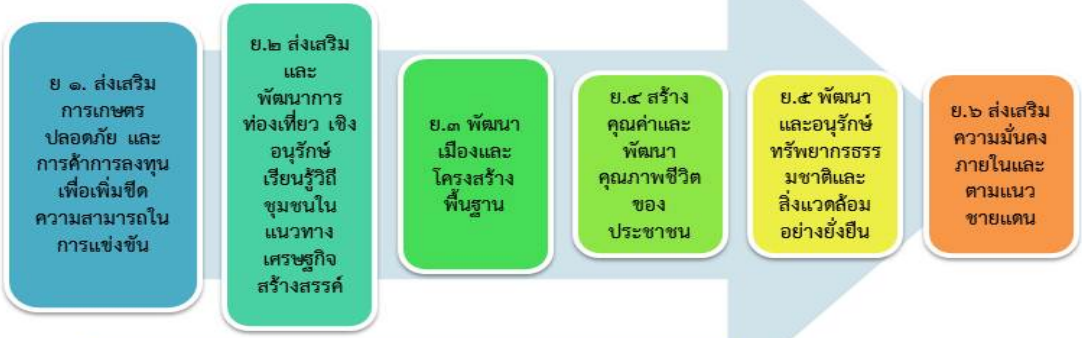 ย ๑. ส่งเสริม
การเกษตร
ปลอดภัย และ
การค้าการลงทุน
เพื่อเพิ่มขีด
ความสามารถใน
การแข่งขัน
ย.๒ ส่งเสริม
และ
พัฒนาการ
ท่องเที่ยว เชิง
อนุรักษ์
เรียนรู้วิถี
ชุมชนใน
แนวทาง
เศรษฐกิจ
สร้างสรรค์
ย.๓ พัฒนา
เมืองและ
โครงสร้าง
พื้นฐาน
ย.๔ สร้าง
คุณค่าและ
พัฒนา
คุณภาพชีวิต
ของ
ประชาชน
ย.๕ พัฒนา
และอนุรักษ์
ทรัพยากรธรร
มชาติและ
สิ่งแวดล้อม
อย่างยั่งยืน
ย.๖ ส่งเสริม
ความมั่นคง
ภายในและ
ตามแนว
ชายแดน